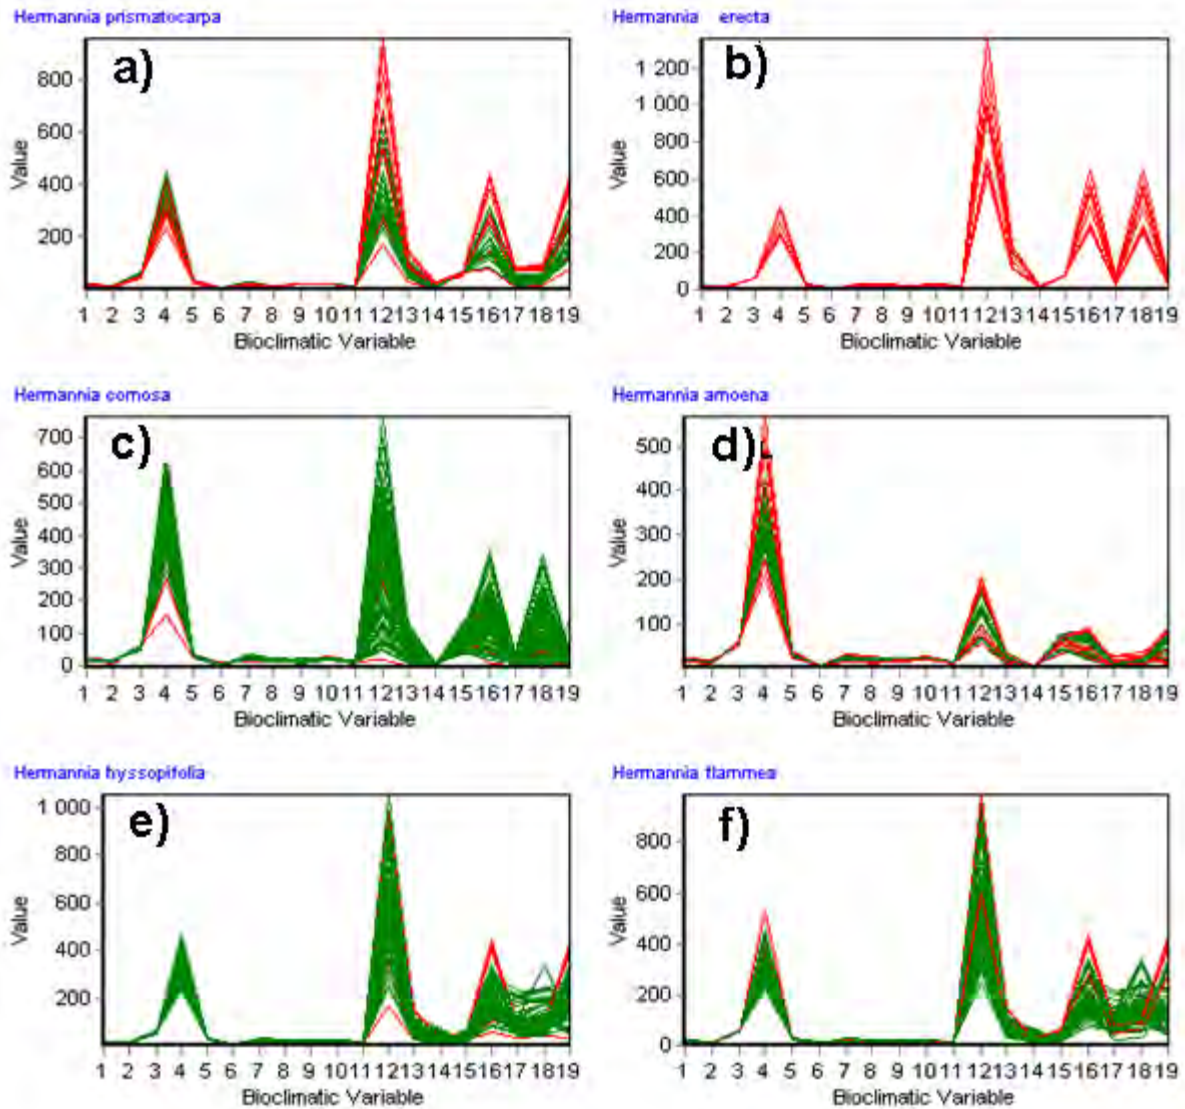 Hermannia prismatocarpa
a)
800
600
400
200
Value
1 2 3 4 5 6 7 8 9 10 11 12 13 14 15 16 17 18 19
Bioclimatic Variable
Hermannia erecta
b)
1 200
1 000
800
600
400
200
0
Value
1 2 3 4 5 6 7 8 9 10 11 12 13 14 15 16 17 18 19
Bioclimatic Variable
Hermannia comosa
c)
700
600
500
400
300
200
100
0
Value
1 2 3 4 5 6 7 8 9 10 11 12 13 14 15 16 17 18 19
Bioclimatic Variable
Hermannia amoena
d)
500
400
300
200
100
Value
1 2 3 4 5 6 7 8 9 10 11 12 13 14 15 16 17 18 19
Bioclimatic Variable
Hermannia hyssopifolia
e)
1 000
800
600
400
200
Value
1 2 3 4 5 6 7 8 9 10 11 12 13 14 15 16 17 18 19
Bioclimatic Variable
Hermannia flammea
f)
800
600
400
200
0
Value
1 2 3 4 5 6 7 8 9 10 11 12 13 14 15 16 17 18 19
Bioclimatic Variable